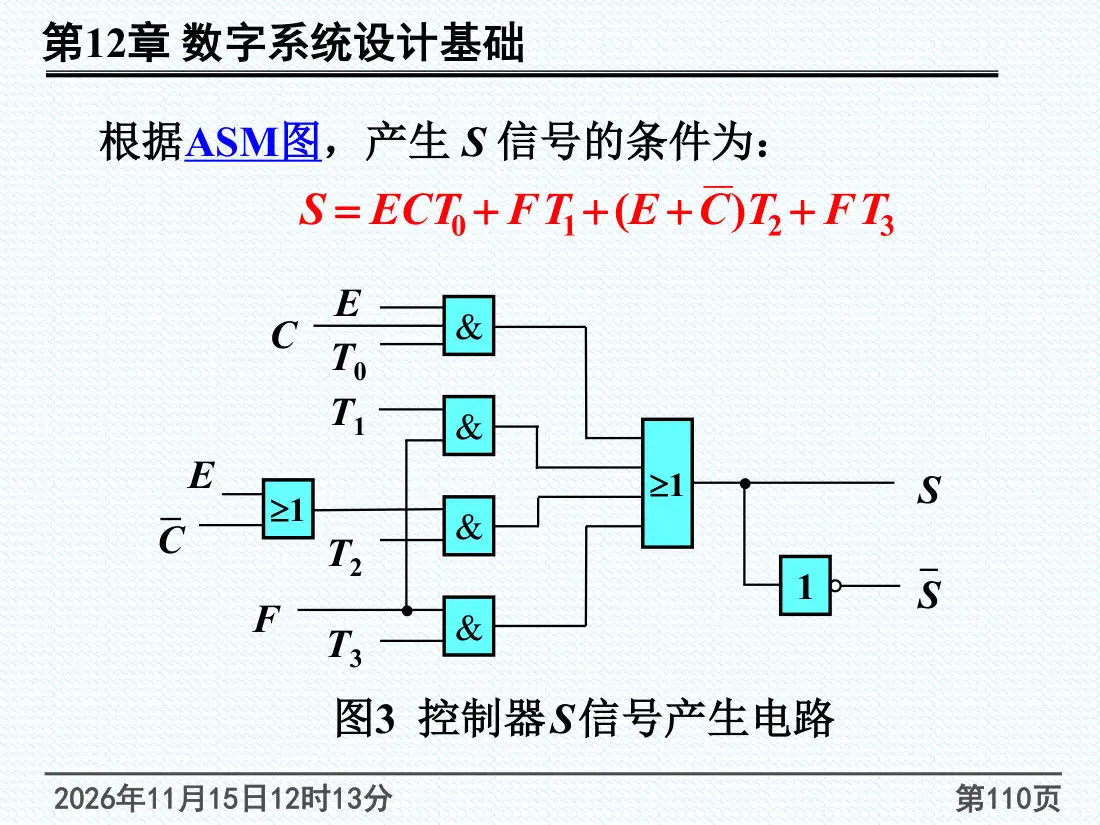 第12章 数字系统设计基础
根据ASM图，产生 S 信号的条件为：
S = ECT₀ + FT₁ + (E + C̅)T₂ + FT₃
E
C
&
T₀
T₁
&
E
≥1
≥1
S
C̅
&
T₂
1
S̅
F
&
T₃
图3 控制器S信号产生电路
2026年11月15日12时13分
第110页